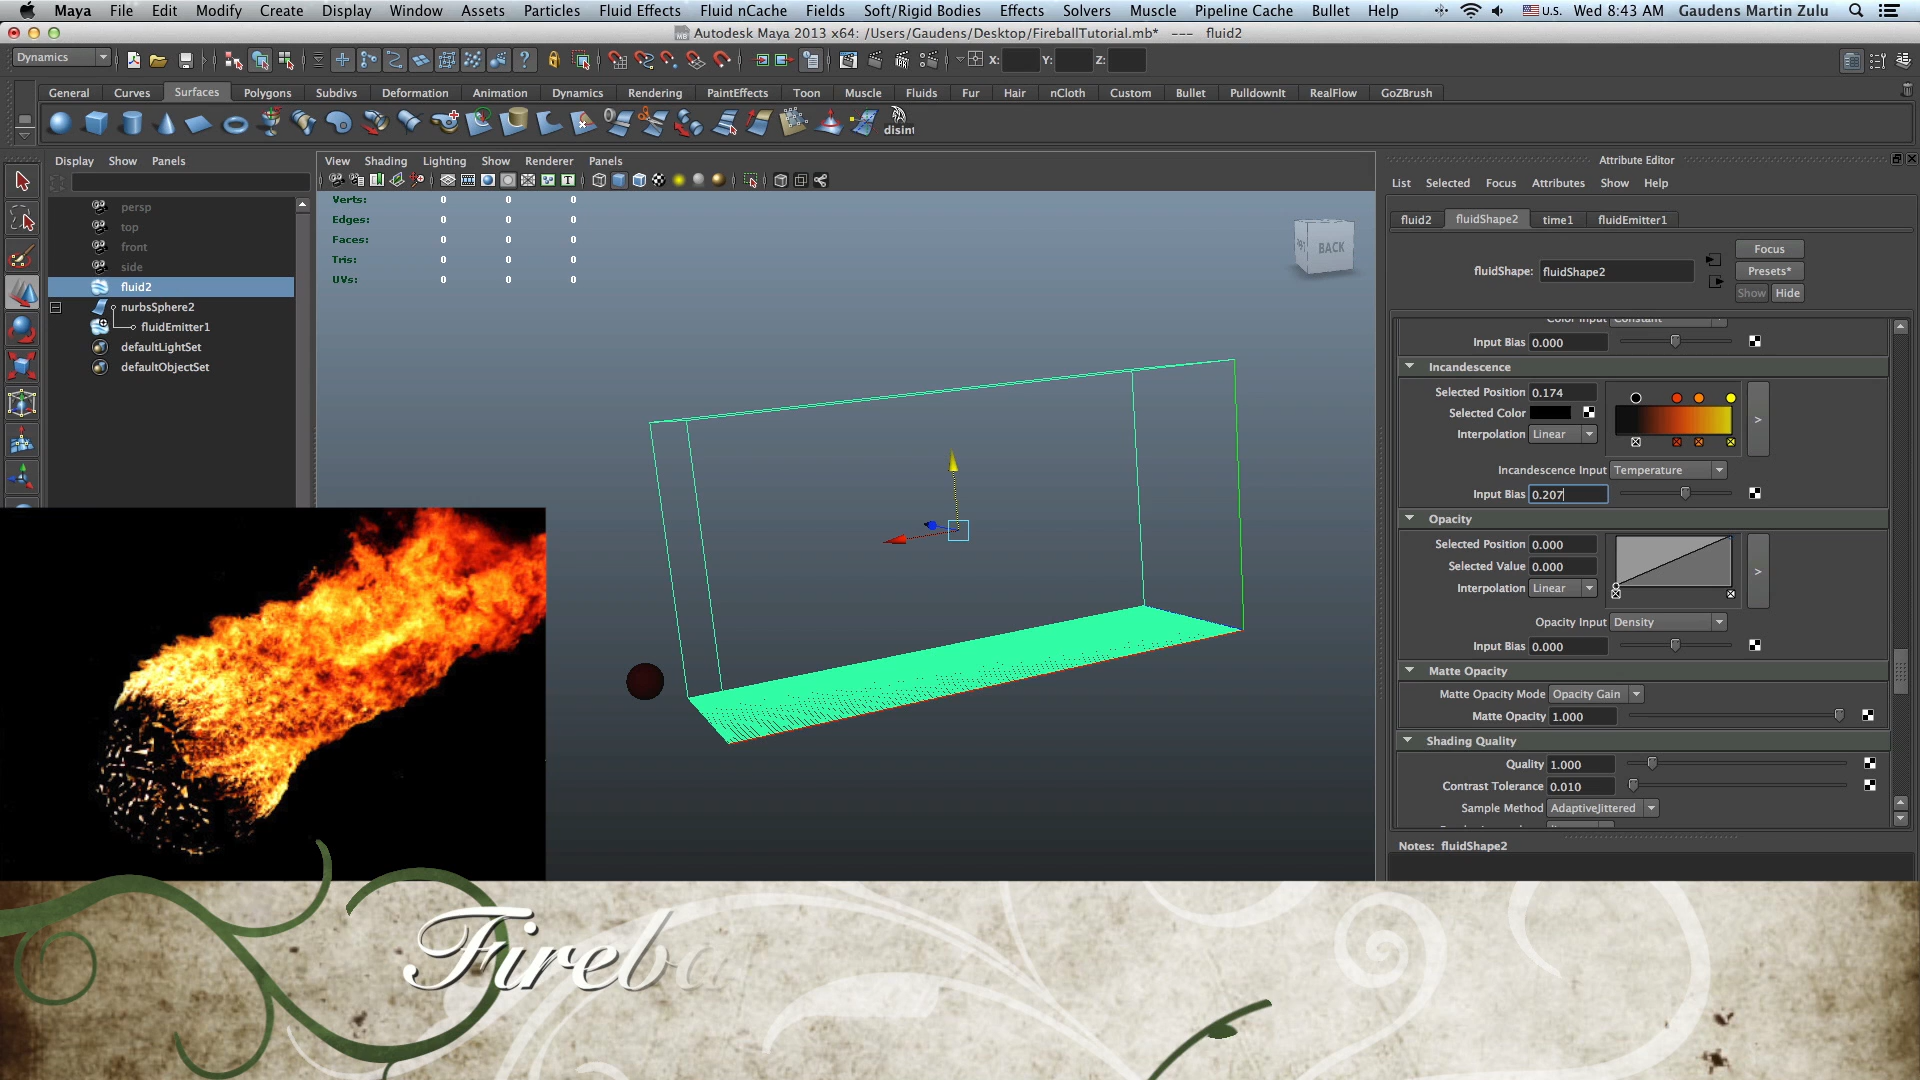 Maya File Edit Modify Create Display Window Assets Particles Fluid Effects Fluid nCache Fields Soft/Rigid Bodies Effects Solvers Muscle Pipeline Cache Bullet Help U.S. Wed 8:43 AM Gaudens Martin Zulu
Autodesk Maya 2013 x64: /Users/Gaudens/Desktop/FireballTutorial.mb* --- fluid2
Dynamics X: Y: Z:
General Curves Surfaces Polygons Subdivs Deformation Animation Dynamics Rendering PaintEffects Toon Muscle Fluids Fur Hair nCloth Custom Bullet PulldownIt RealFlow GoZBrush
disint
Display Show Panels
persp
top
front
side
fluid2
nurbsSphere2
fluidEmitter1
defaultLightSet
defaultObjectSet
View Shading Lighting Show Renderer Panels
Verts: 0 0 0
Edges: 0 0 0
Faces: 0 0 0
Tris: 0 0 0
UVs: 0 0 0
BACK
Attribute Editor
List Selected Focus Attributes Show Help
fluid2 fluidShape2 time1 fluidEmitter1
Focus
fluidShape: fluidShape2 Presets*
Show Hide
Color Input Constant
Input Bias 0.000
Incandescence
Selected Position 0.174
Selected Color
Interpolation Linear
>
Incandescence Input Temperature
Input Bias 0.207
Opacity
Selected Position 0.000
Selected Value 0.000
Interpolation Linear
>
Opacity Input Density
Input Bias 0.000
Matte Opacity
Matte Opacity Mode Opacity Gain
Matte Opacity 1.000
Shading Quality
Quality 1.000
Contrast Tolerance 0.010
Sample Method AdaptiveJittered
Notes: fluidShape2
Fireba